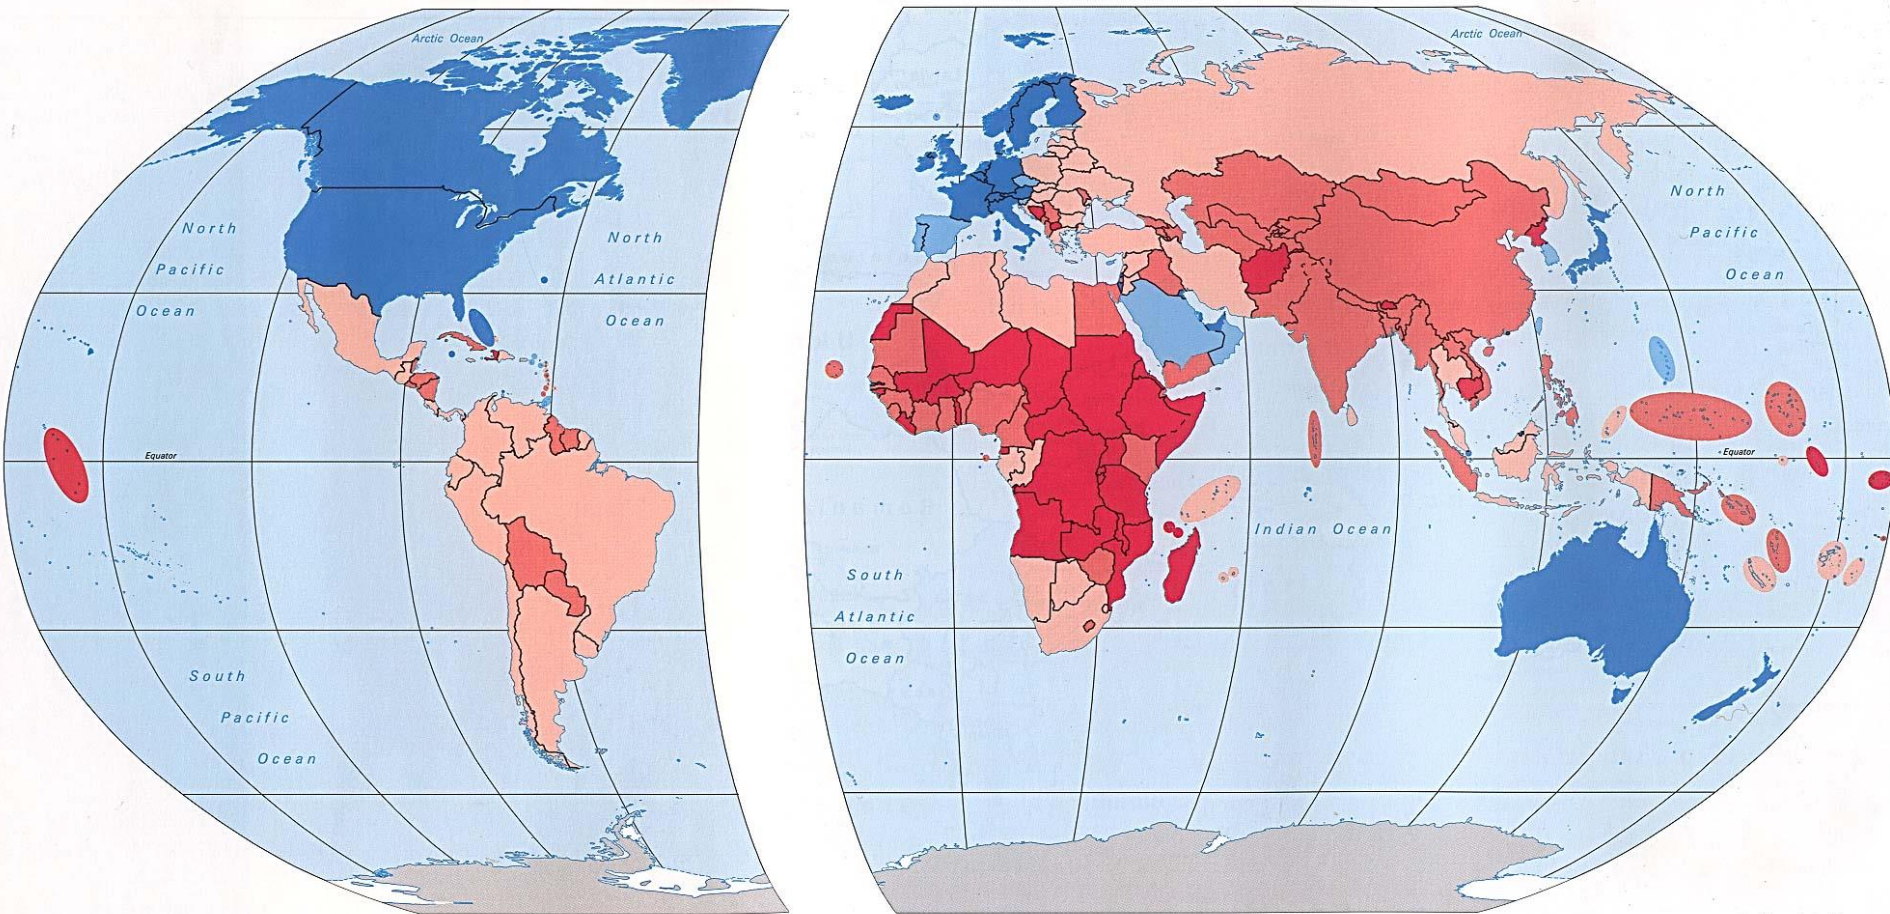 Arctic Ocean
Arctic Ocean
North
Pacific
Ocean
North
Atlantic
Ocean
North
Pacific
Ocean
Equator
Equator
Indian Ocean
South
Atlantic
Ocean
South
Pacific
Ocean